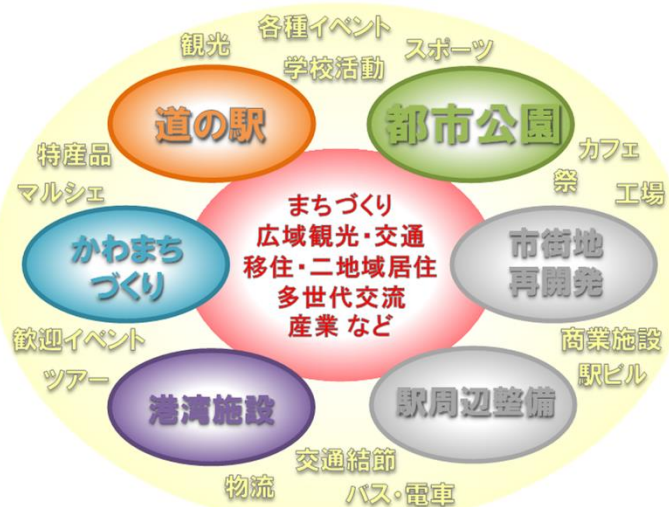 各種イベント
観光
スポーツ
学校活動
道の駅
都市公園
特産品
カフェ
マルシェ
祭
工場
まちづくり
広域観光・交通
移住・二地域居住
多世代交流
産業 など
かわまち
づくり
市街地
再開発
歓迎イベント
商業施設
ツアー
駅ビル
港湾施設
駅周辺整備
交通結節
物流
バス・電車